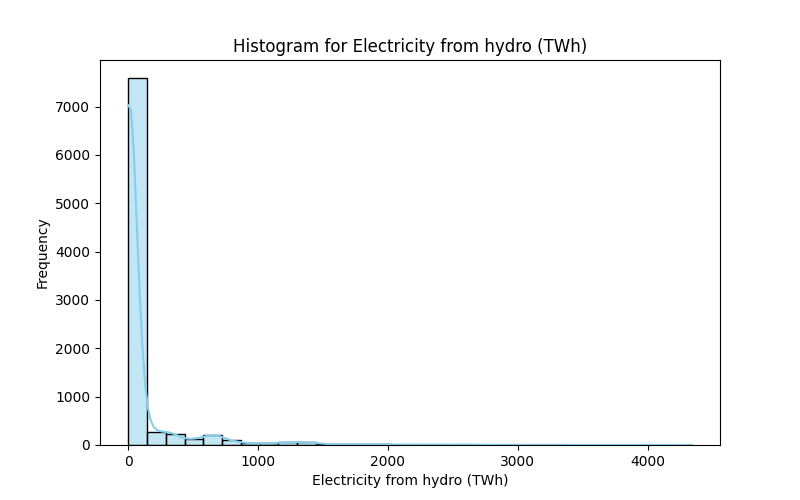 Histogram for Electricity from hydro (TWh)
7000
6000
5000
4000
3000
2000
1000
0
Frequency
0 1000 2000 3000 4000
Electricity from hydro (TWh)